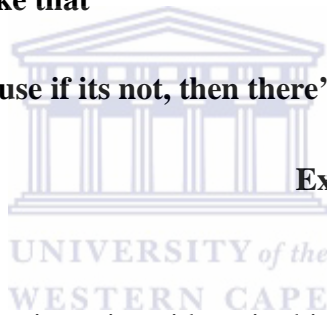 ke that
use if its not, then there’
Ex
UNIVERSITY of the
WESTERN CAPE